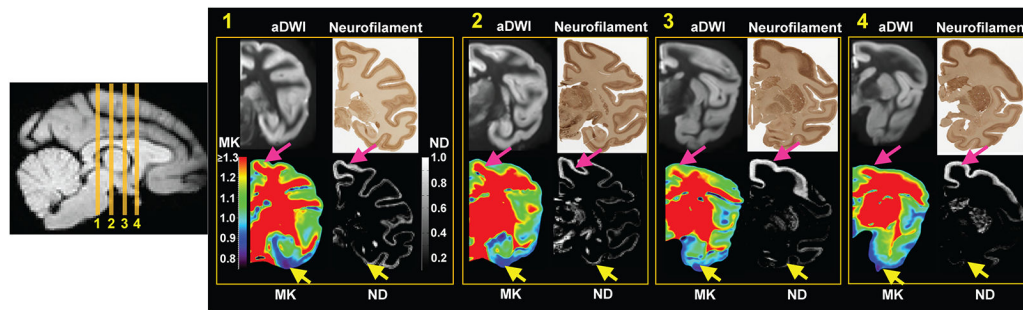 1 2 3 4
1
aDWI Neurofilament
MK
≥1.3
1.2
1.1
1.0
0.9
0.8
ND
1.0
0.8
0.6
0.4
0.2
MK ND
2
aDWI Neurofilament
MK ND
3
aDWI Neurofilament
MK ND
4
aDWI Neurofilament
MK ND